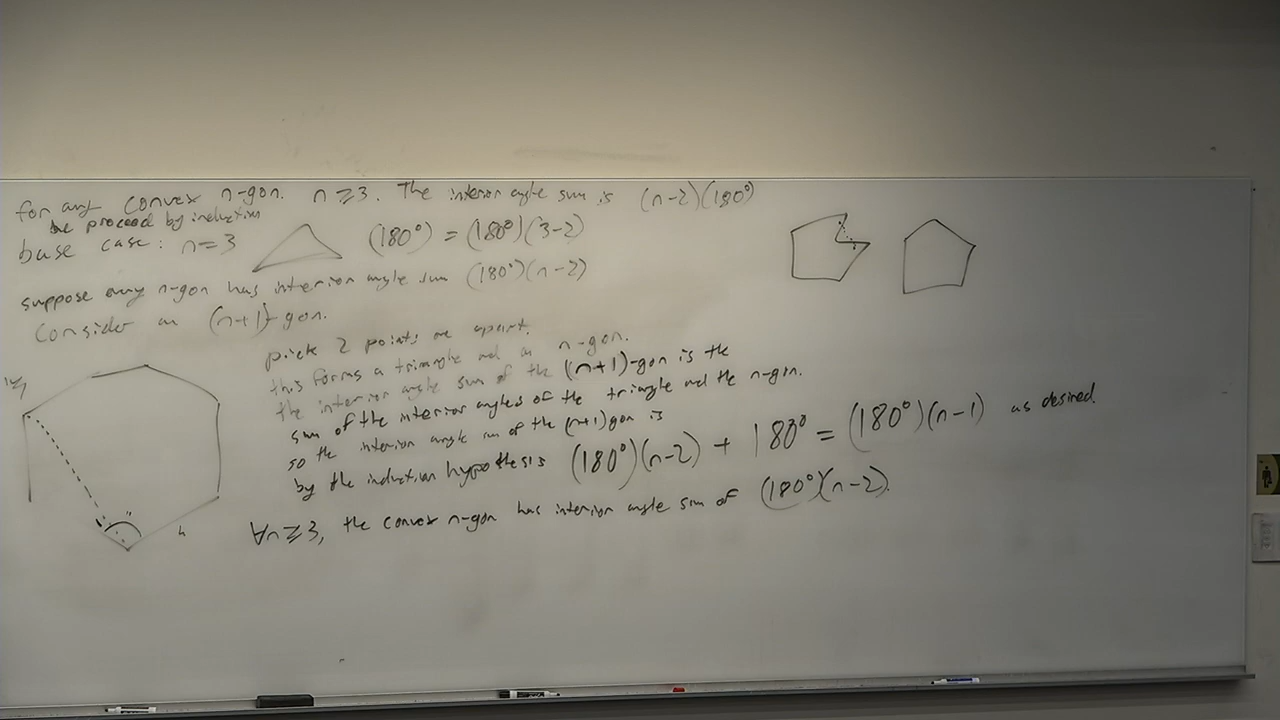 for any convex n-gon. n≥3. The interior angle sum is (n-2)(180°)
we proceed by induction
base case: n=3 (180°) = (180°)(3-2)
suppose any n-gon has interior angle sum (180°)(n-2)
Consider an (n+1)-gon.
pick 2 points one apart.
this forms a triangle and an n-gon.
the interior angle sum of the (n+1)-gon is the
sum of the interior angles of the triangle and the n-gon.
so the interior angle sum of the (n+1)gon is
by the induction hypothesis (180°)(n-2) + 180° = (180°)(n-1) as desired.
∀n≥3, the convex n-gon has interior angle sum of (180°)(n-2).